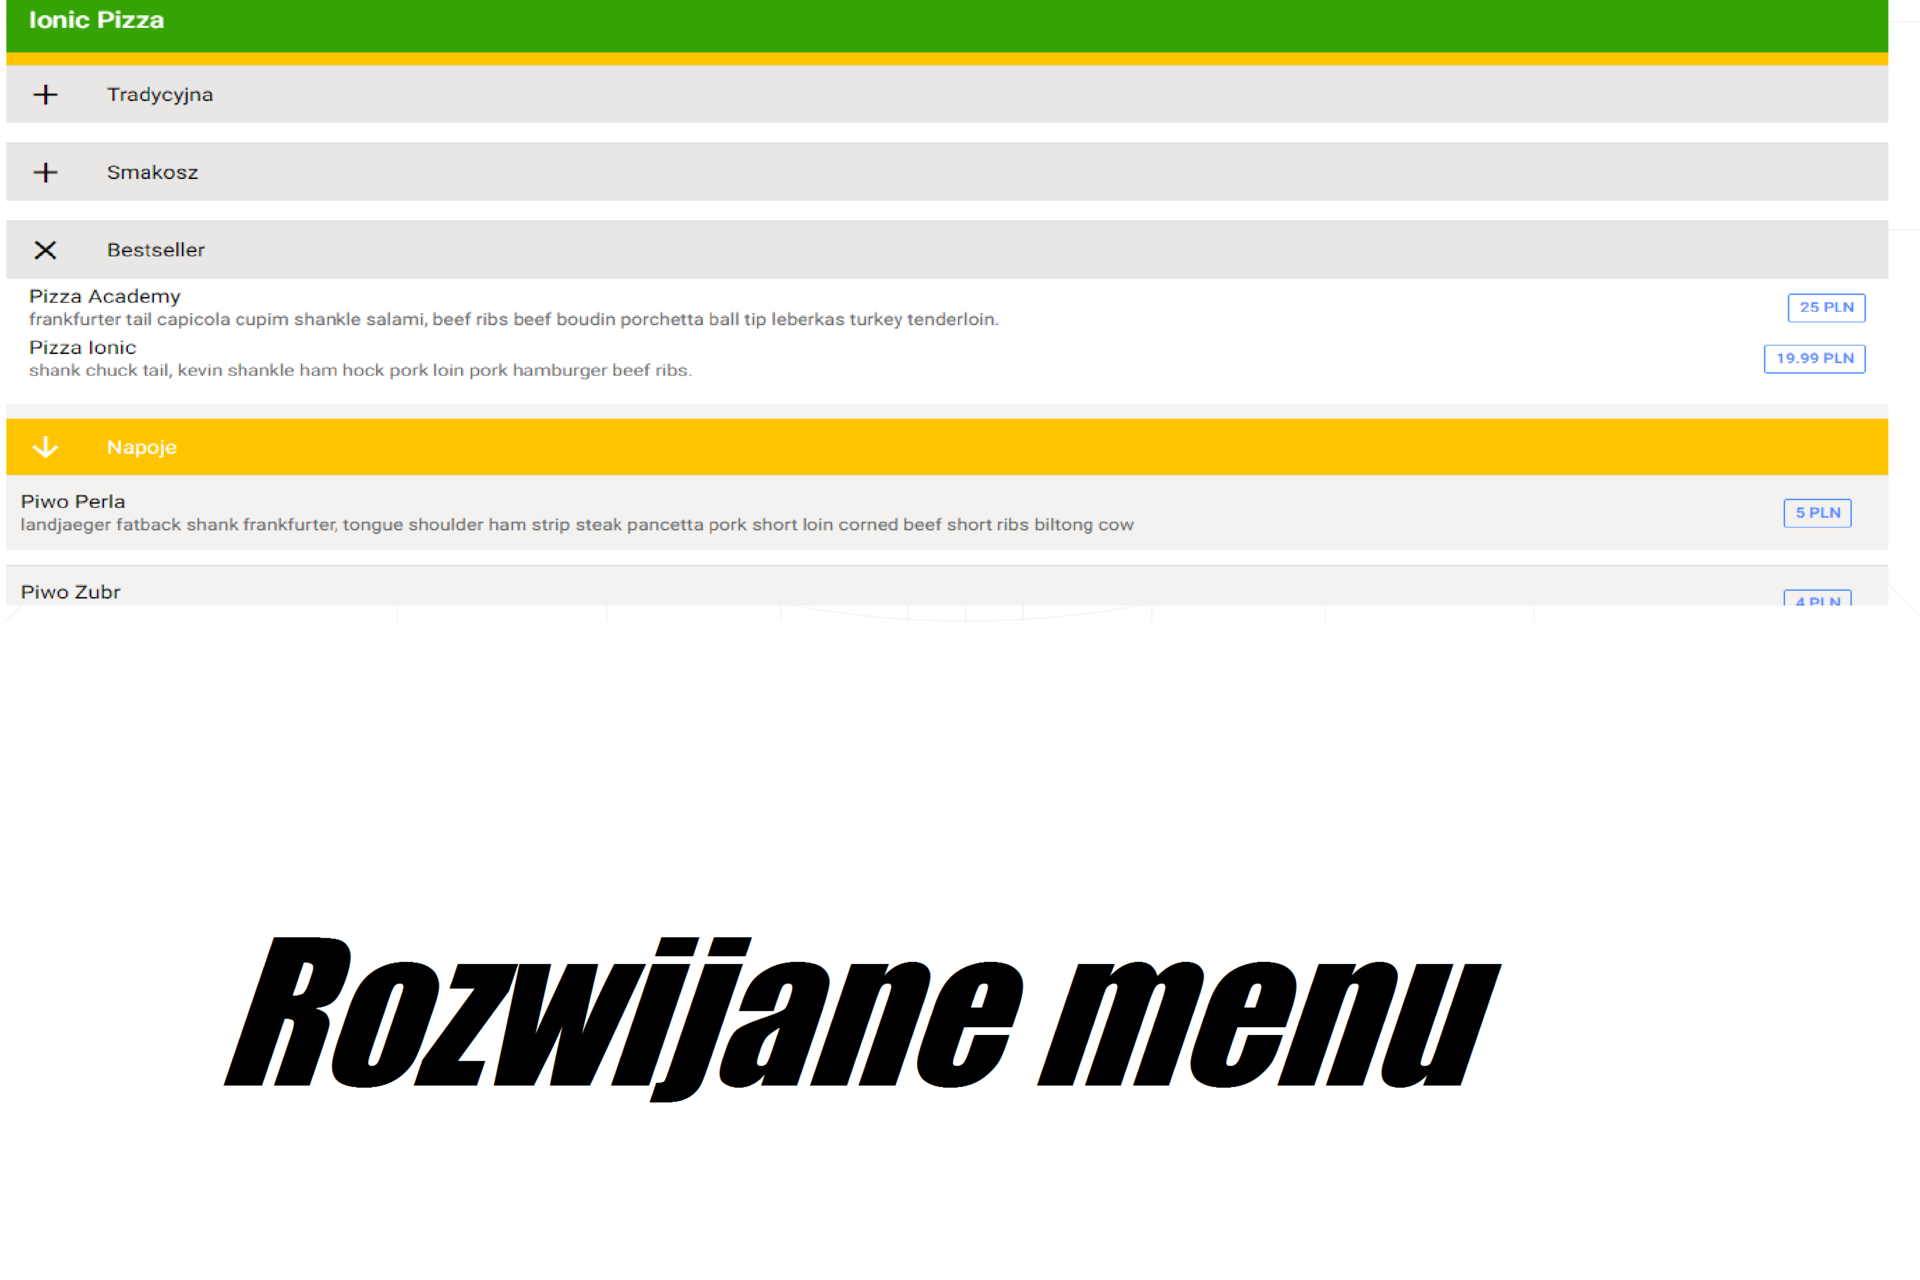 Ionic Pizza
Tradycyjna
Smakosz
Bestseller
Pizza Academy
25 PLN
frankfurter tail capicola cupim shankle salami, beef ribs beef boudin porchetta ball tip leberkas turkey tenderloin.
Pizza Ionic
19.99 PLN
shank chuck tail, kevin shankle ham hock pork loin pork hamburger beef ribs.
Napoje
Piwo Perla
5 PLN
landjaeger fatback shank frankfurter, tongue shoulder ham strip steak pancetta pork short loin corned beef short ribs biltong cow
Piwo Zubr
4 PLN
Rozwijane menu